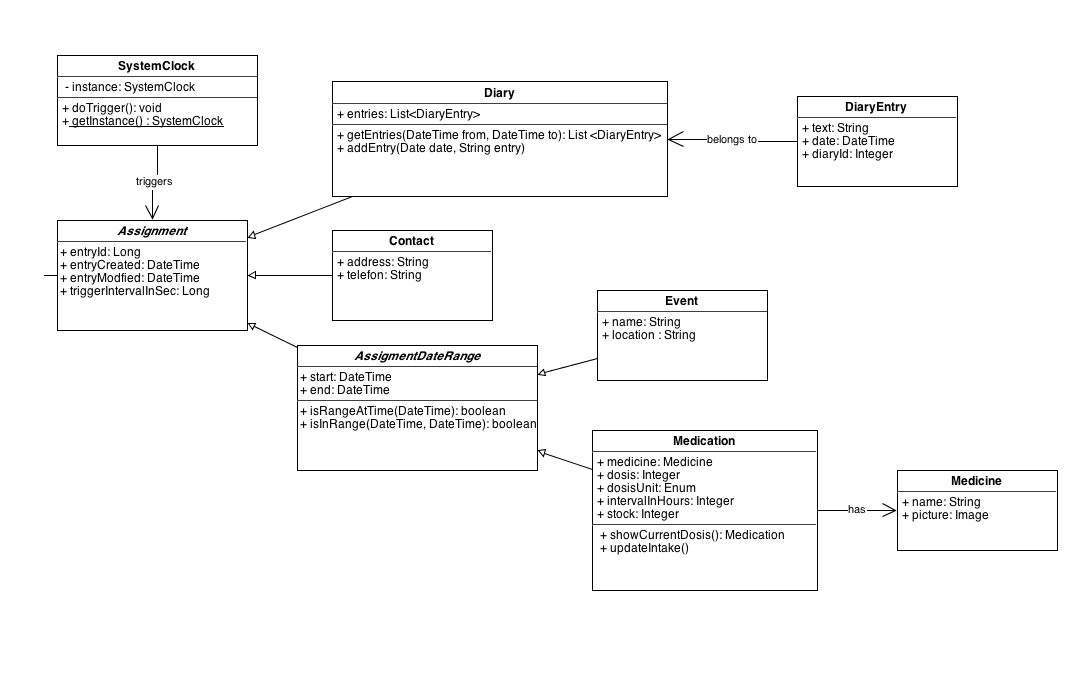 SystemClock
- instance: SystemClock
+ doTrigger(): void
+ getInstance() : SystemClock
triggers
Assignment
+ entryId: Long
+ entryCreated: DateTime
+ entryModfied: DateTime
+ triggerIntervalInSec: Long
Diary
+ entries: List<DiaryEntry>
+ getEntries(DateTime from, DateTime to): List <DiaryEntry>
+ addEntry(Date date, String entry)
belongs to
DiaryEntry
+ text: String
+ date: DateTime
+ diaryId: Integer
Contact
+ address: String
+ telefon: String
AssigmentDateRange
+ start: DateTime
+ end: DateTime
+ isRangeAtTime(DateTime): boolean
+ isInRange(DateTime, DateTime): boolean
Event
+ name: String
+ location : String
Medication
+ medicine: Medicine
+ dosis: Integer
+ dosisUnit: Enum
+ intervalInHours: Integer
+ stock: Integer
+ showCurrentDosis(): Medication
+ updateIntake()
has
Medicine
+ name: String
+ picture: Image